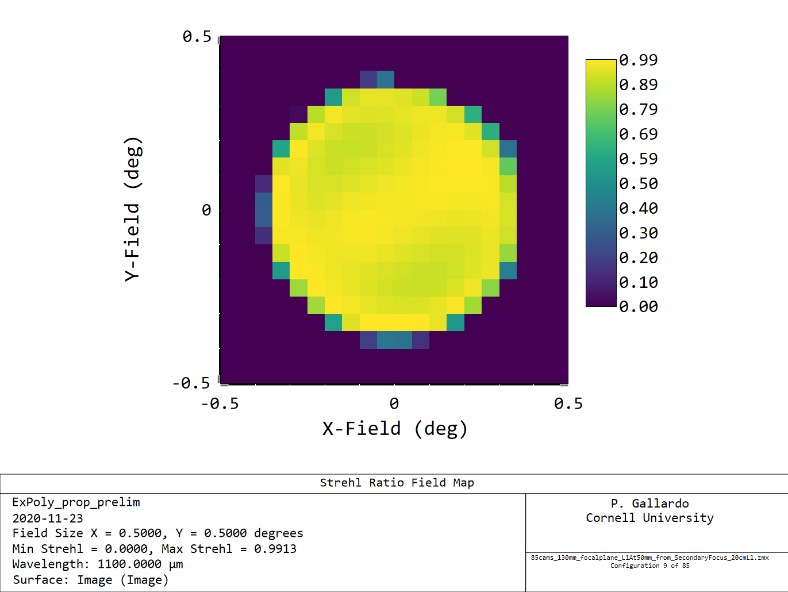 0.5
0
-0.5
Y-Field (deg)
-0.5 0 0.5
X-Field (deg)
0.99
0.89
0.79
0.69
0.59
0.50
0.40
0.30
0.20
0.10
0.00
Strehl Ratio Field Map
ExPoly_prop_prelim
2020-11-23
Field Size X = 0.5000, Y = 0.5000 degrees
Min Strehl = 0.0000, Max Strehl = 0.9913
Wavelength: 1100.0000 µm
Surface: Image (Image)
P. Gallardo
Cornell University
85cams_130mm_focalplane_L1At50mm_from_SecondaryFocus_20cmLl.zmx
Configuration 9 of 85